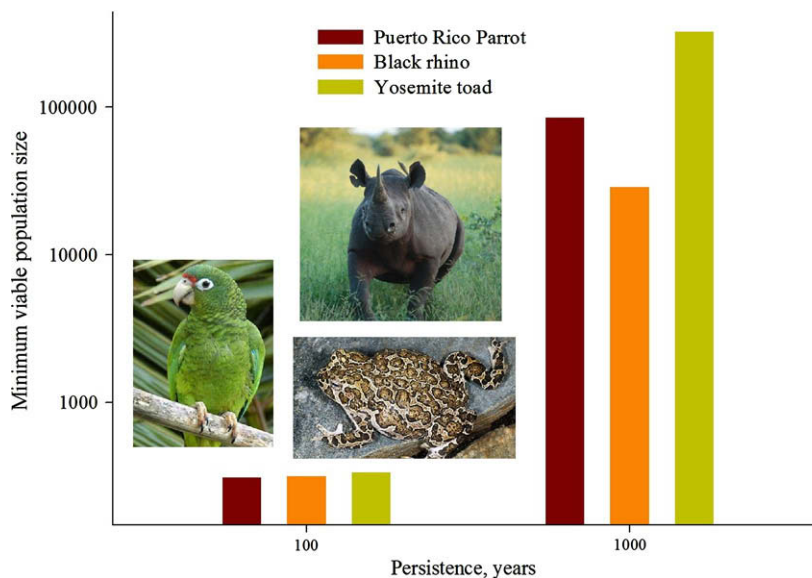 Puerto Rico Parrot
Black rhino
Yosemite toad
Minimum viable population size
100000
10000
1000
100
1000
Persistence, years